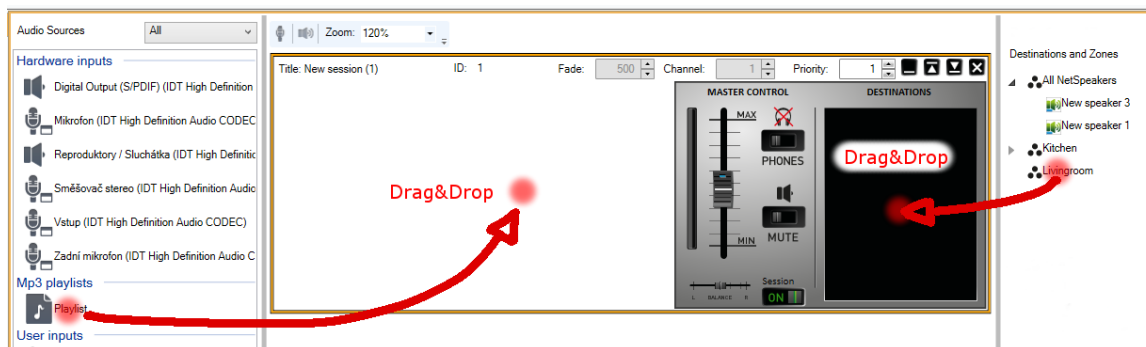 Audio Sources
All
Hardware inputs
Digital Output (S/PDIF) (IDT High Definition
Mikrofon (IDT High Definition Audio CODEC
Reproduktory / Sluchátka (IDT High Definitic
Směšovač stereo (IDT High Definition Audio
Vstup (IDT High Definition Audio CODEC)
Zadní mikrofon (IDT High Definition Audio C
Mp3 playlists
Playlist
User inputs
Zoom: 120%
Title: New session (1)
ID: 1
Fade: 500
Channel: 1
Priority: 1
Drag&Drop
MASTER CONTROL
MAX
PHONES
MUTE
MIN
L BALANCE R
Session
ON
DESTINATIONS
Drag&Drop
Destinations and Zones
All NetSpeakers
New speaker 3
New speaker 1
Kitchen
Livingroom